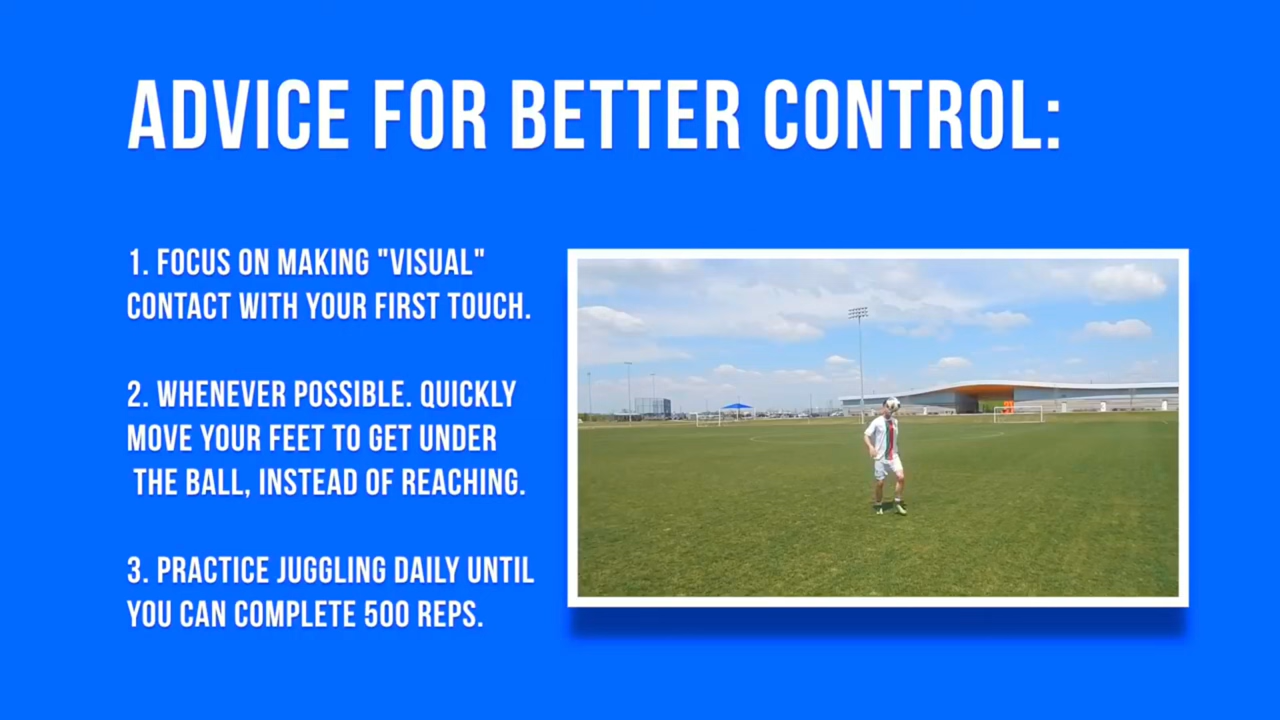 ADVICE FOR BETTER CONTROL:
1. FOCUS ON MAKING "VISUAL"
CONTACT WITH YOUR FIRST TOUCH.
2. WHENEVER POSSIBLE. QUICKLY
MOVE YOUR FEET TO GET UNDER
THE BALL, INSTEAD OF REACHING.
3. PRACTICE JUGGLING DAILY UNTIL
YOU CAN COMPLETE 500 REPS.